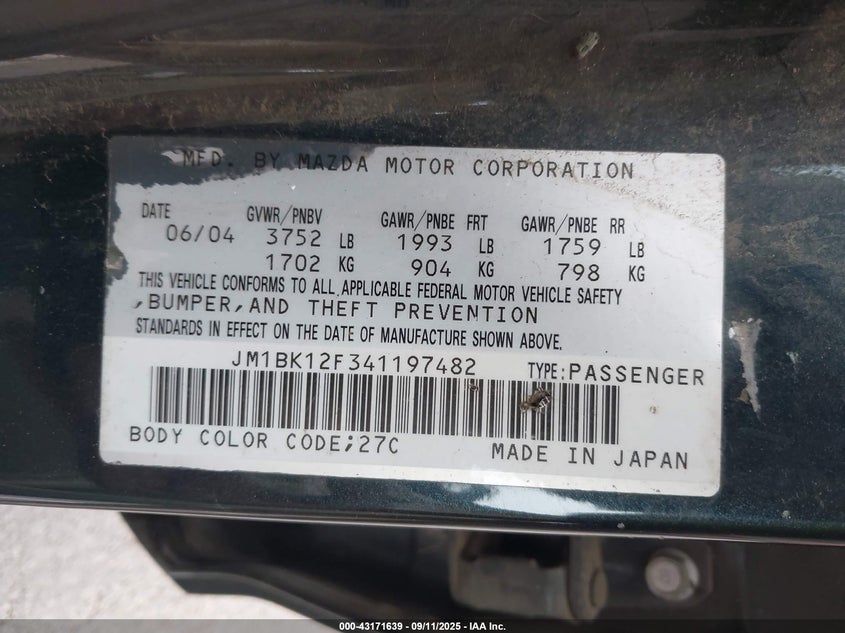 MFD. BY MAZDA MOTOR CORPORATION
DATE GVWR/PNBV GAWR/PNBE FRT GAWR/PNBE RR
06/04 3752 LB 1993 LB 1759 LB
1702 KG 904 KG 798 KG
THIS VEHICLE CONFORMS TO ALL APPLICABLE FEDERAL MOTOR VEHICLE SAFETY
,BUMPER,AND THEFT PREVENTION
STANDARDS IN EFFECT ON THE DATE OF MANUFACTURE SHOWN ABOVE.
JM1BK12F341197482 TYPE:PASSENGER
BODY COLOR CODE;27C MADE IN JAPAN
000-43171639 - 09/11/2025 - IAA Inc.